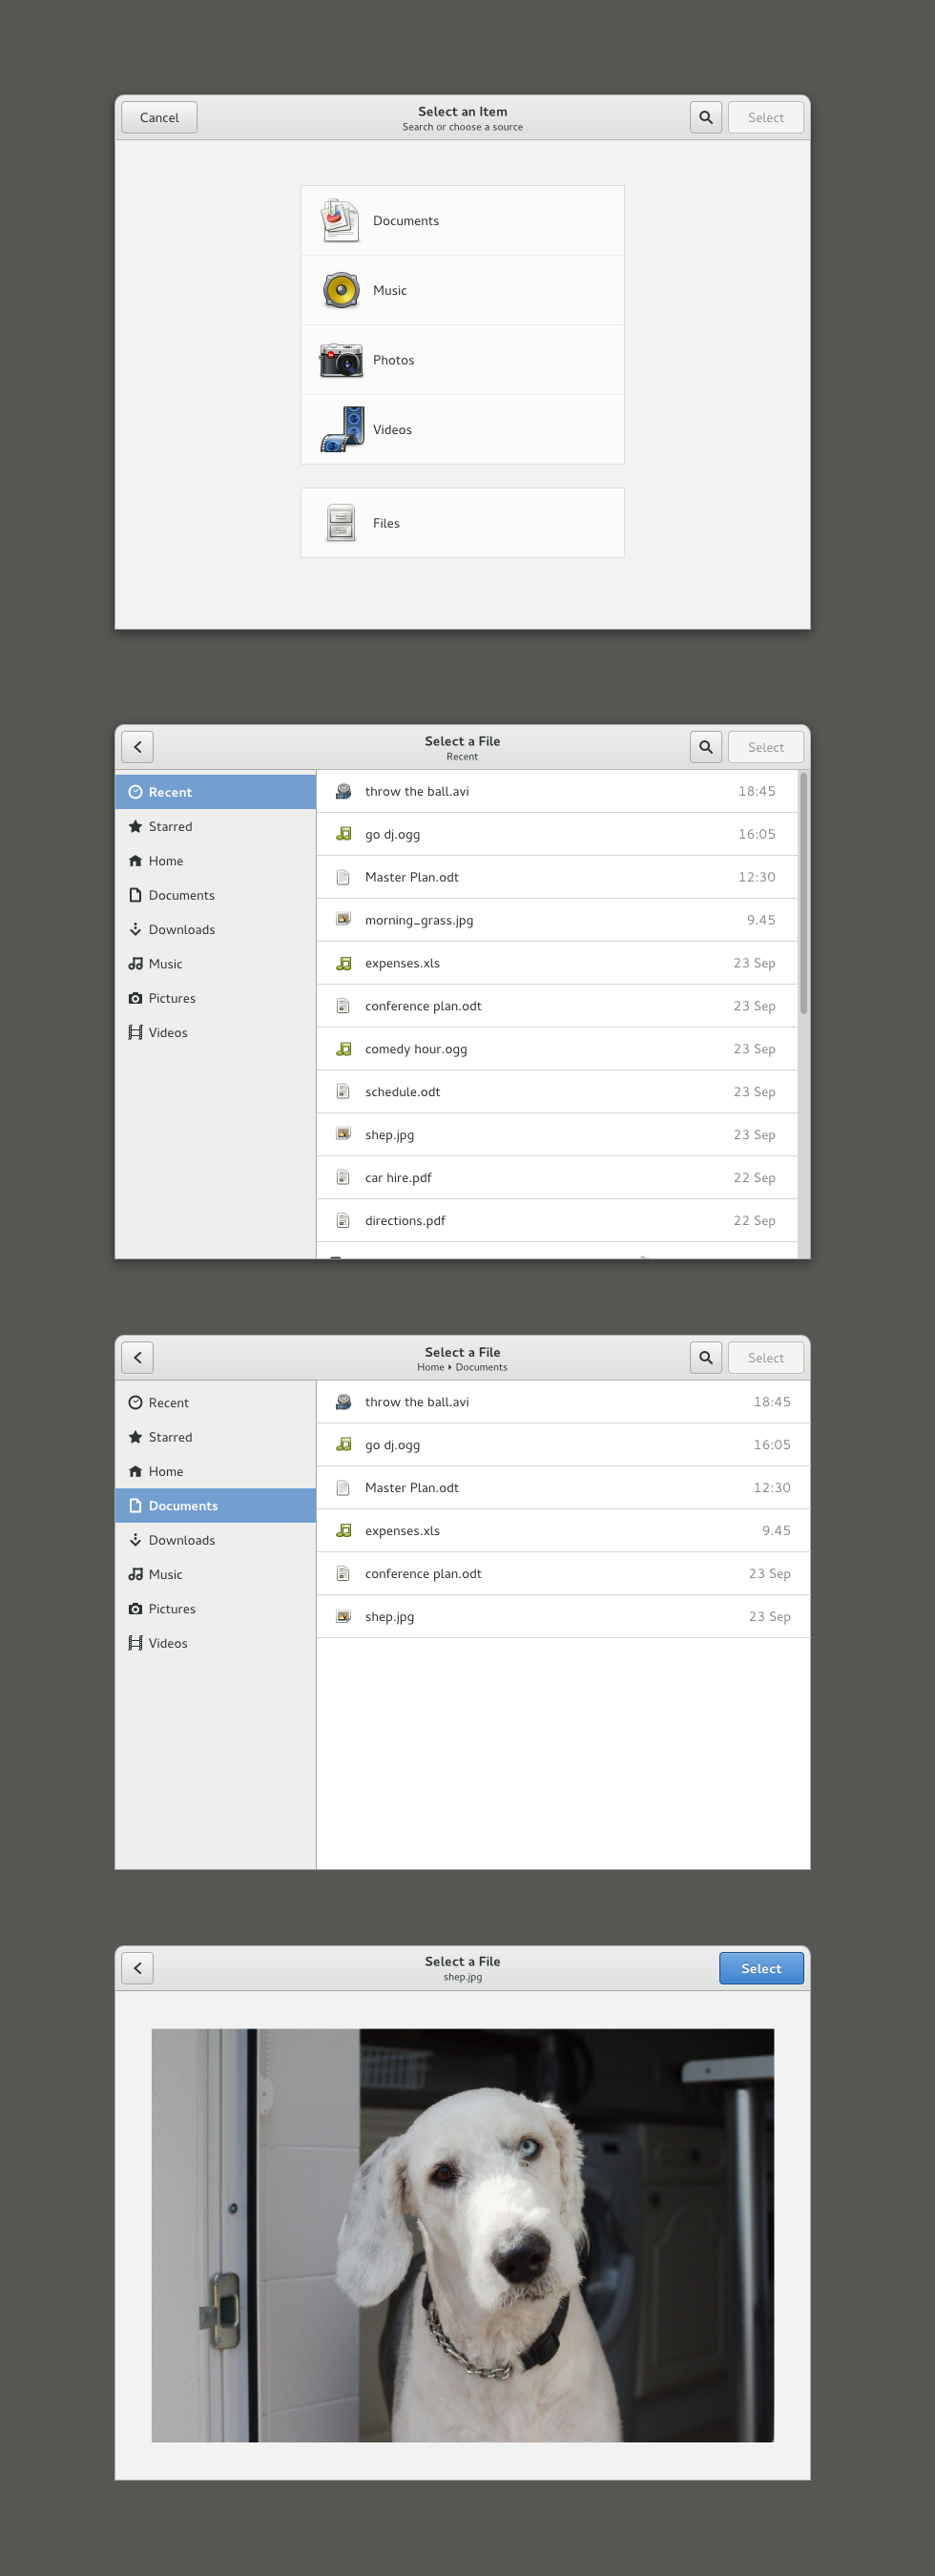 Cancel
Select an Item
Search or choose a source
Select
Documents
Music
Photos
Videos
Files
Select a File
Recent
Select
Recent
Starred
Home
Documents
Downloads
Music
Pictures
Videos
throw the ball.avi 18:45
go dj.ogg 16:05
Master Plan.odt 12:30
morning_grass.jpg 9.45
expenses.xls 23 Sep
conference plan.odt 23 Sep
comedy hour.ogg 23 Sep
schedule.odt 23 Sep
shep.jpg 23 Sep
car hire.pdf 22 Sep
directions.pdf 22 Sep
Select a File
Home ▸ Documents
Select
Recent
Starred
Home
Documents
Downloads
Music
Pictures
Videos
throw the ball.avi 18:45
go dj.ogg 16:05
Master Plan.odt 12:30
expenses.xls 9.45
conference plan.odt 23 Sep
shep.jpg 23 Sep
Select a File
shep.jpg
Select